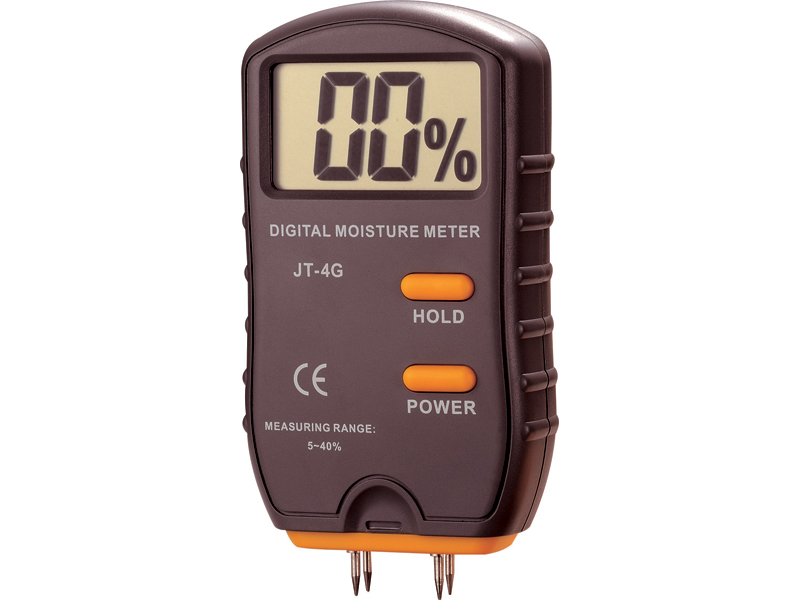 00%
DIGITAL MOISTURE METER
JT-4G
HOLD
CE
POWER
MEASURING RANGE:
5~40%